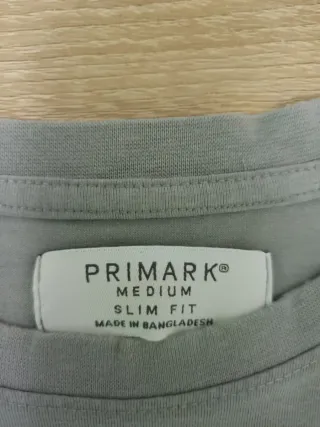 PRIMARK®
MEDIUM
SLIM FIT
MADE IN BANGLADESH